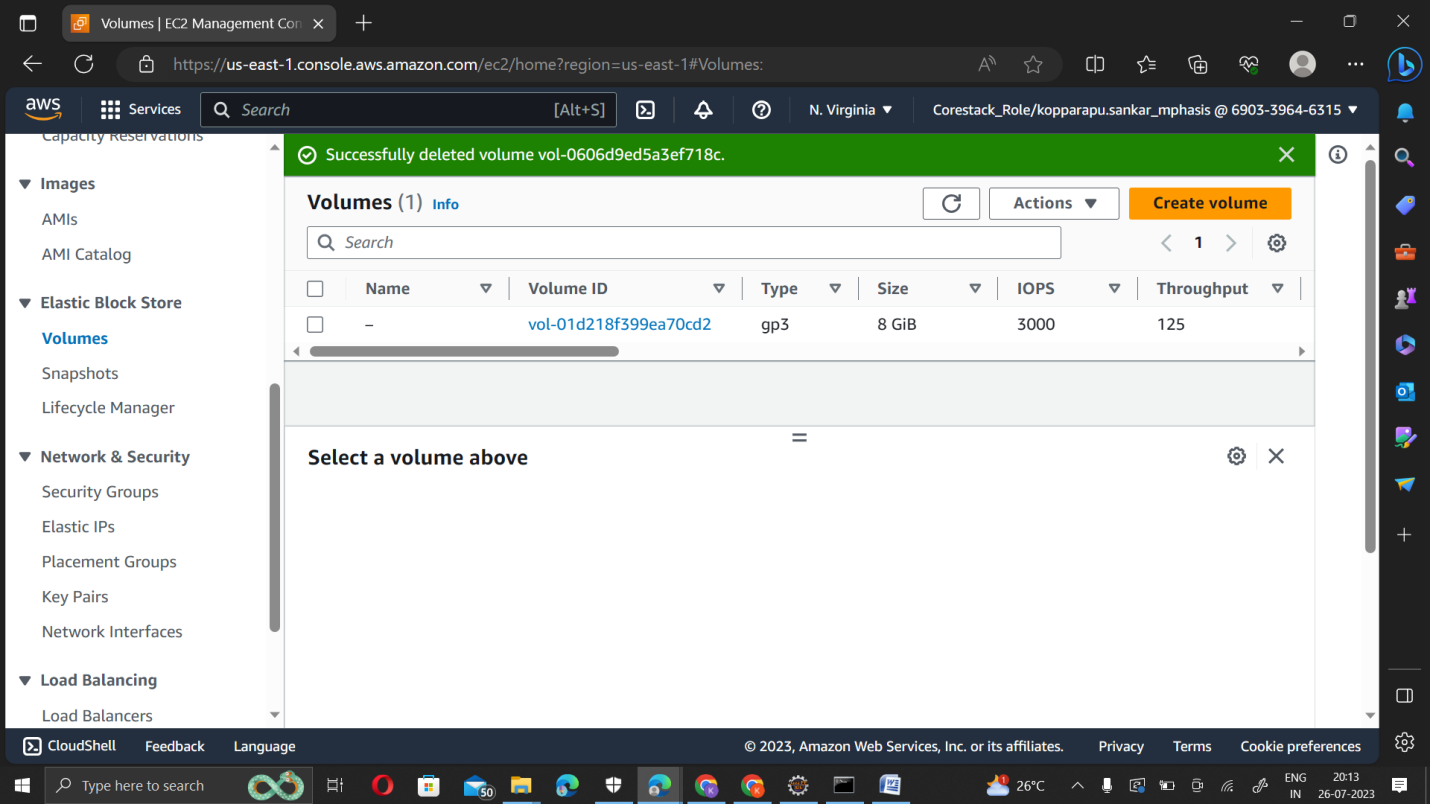 Volumes | EC2 Management Con
https://us-east-1.console.aws.amazon.com/ec2/home?region=us-east-1#Volumes:
aws
Services
Search
[Alt+S]
N. Virginia
Corestack_Role/kopparapu.sankar_mphasis @ 6903-3964-6315
Capacity Reservations
Images
AMIs
AMI Catalog
Elastic Block Store
Volumes
Snapshots
Lifecycle Manager
Network & Security
Security Groups
Elastic IPs
Placement Groups
Key Pairs
Network Interfaces
Load Balancing
Load Balancers
Successfully deleted volume vol-0606d9ed5a3ef718c.
Volumes (1) Info
Actions
Create volume
Search
1
Name Volume ID Type Size IOPS Throughput
– vol-01d218f399ea70cd2 gp3 8 GiB 3000 125
Select a volume above
CloudShell Feedback Language
© 2023, Amazon Web Services, Inc. or its affiliates. Privacy Terms Cookie preferences
Type here to search
50
1
26°C
ENG
IN
20:13
26-07-2023